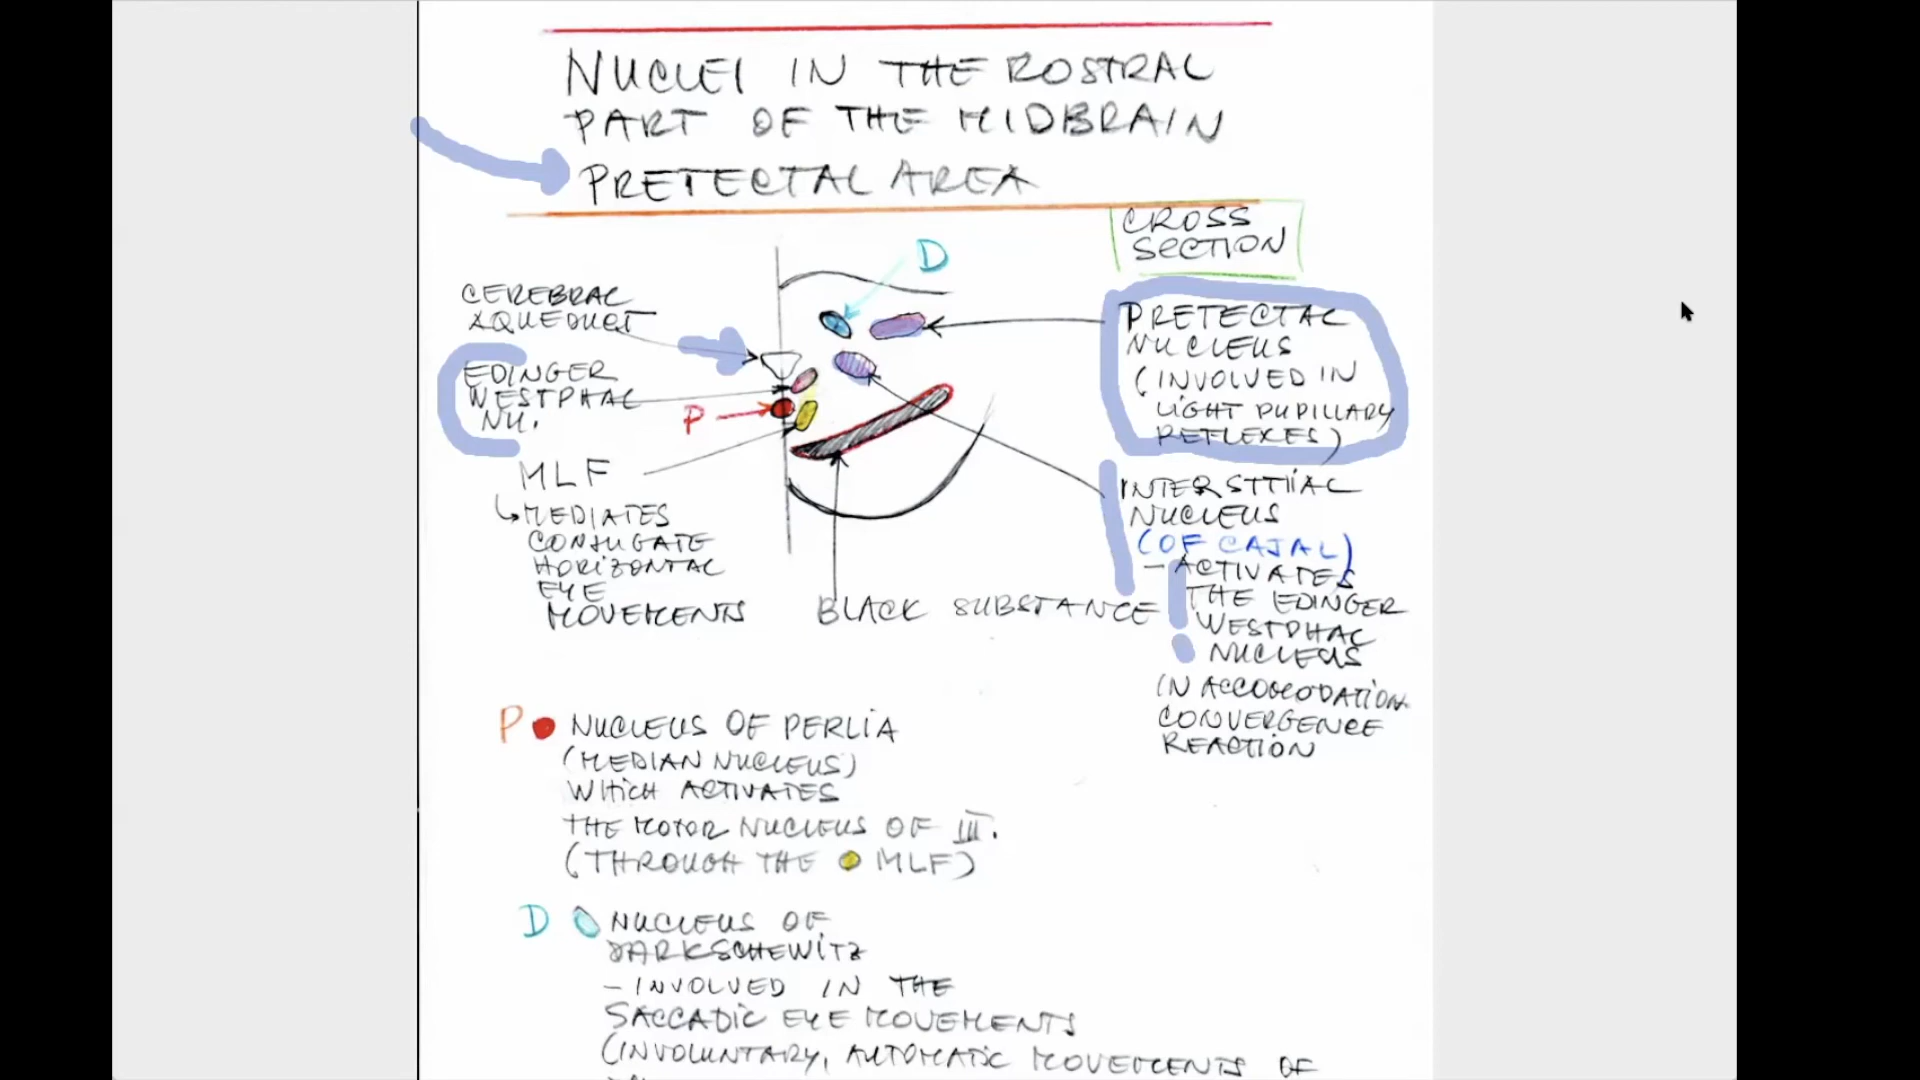 NUCLEI IN THE ROSTRAL
PART OF THE MIDBRAIN
PRETECTAL AREA
CROSS
SECTION
D
CEREBRAL
AQUEDUCT
EDINGER
WESTPHAL
NU.
P
MLF
↳ MEDIATES
CONJUGATE
HORIZONTAL
EYE
MOVEMENTS
BLACK SUBSTANCE
PRETECTAL
NUCLEUS
(INVOLVED IN
LIGHT PUPILLARY
REFLEXES)
INTERSTITIAL
NUCLEUS
(OF CAJAL)
- ACTIVATES
THE EDINGER
WESTPHAL
NUCLEUS
IN ACCOMODATION
CONVERGENCE
REACTION
P NUCLEUS OF PERLIA
(MEDIAN NUCLEUS)
WHICH ACTIVATES
THE MOTOR NUCLEUS OF III.
(THROUGH THE MLF)
D NUCLEUS OF
DARKSCHEWITZ
- INVOLVED IN THE
SACCADIC EYE MOVEMENTS
(INVOLUNTARY, AUTOMATIC MOVEMENTS OF